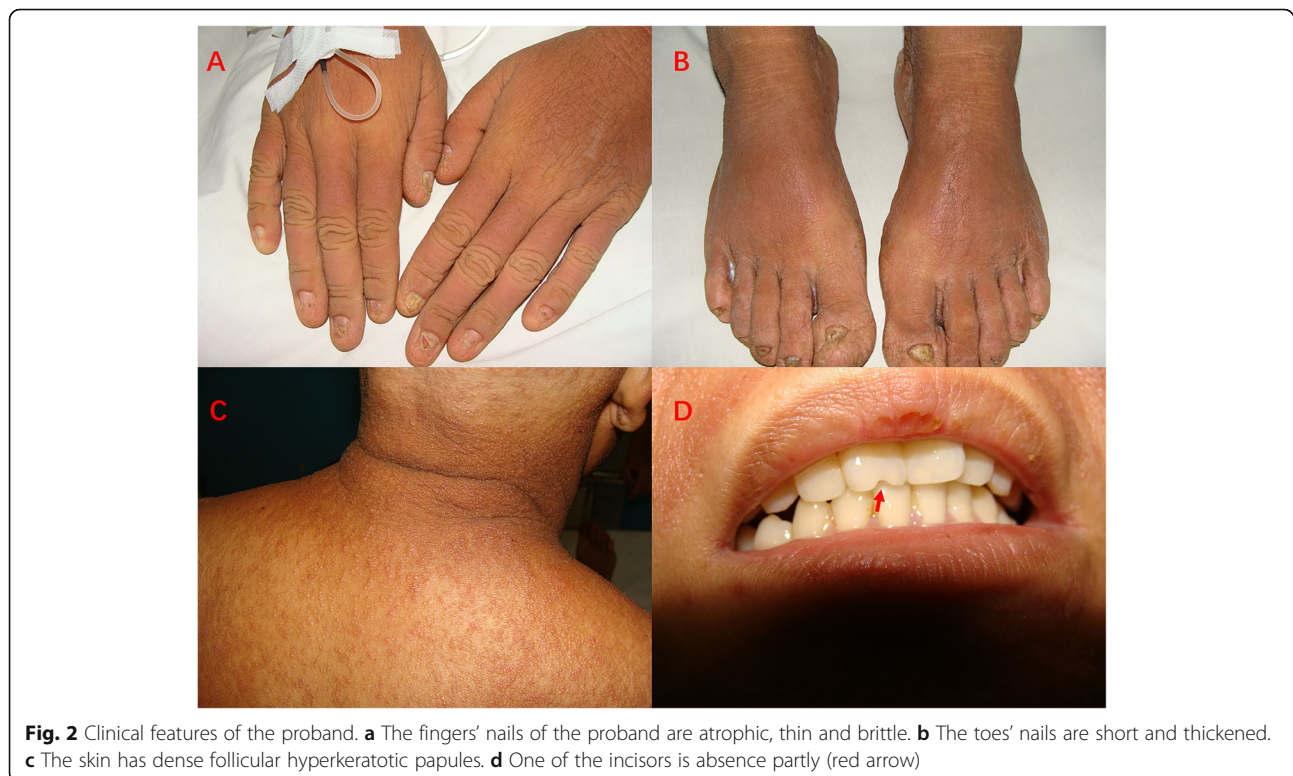 A
B
C
D
Fig. 2 Clinical features of the proband. a The fingers' nails of the proband are atrophic, thin and brittle. b The toes' nails are short and thickened.
c The skin has dense follicular hyperkeratotic papules. d One of the incisors is absence partly (red arrow)